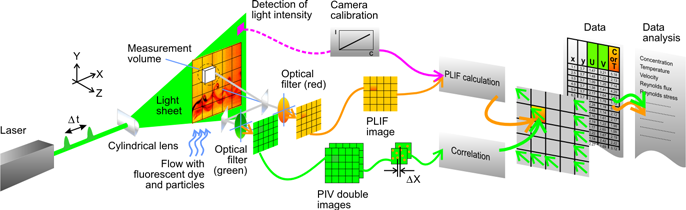 Detection of
light intensity
Camera
calibration
I
C
Data
Data
analysis
x y U V C or T
Concentration
Temperature
Velocity
Reynolds flux
Reynolds stress
Measurement
volume
Y
X
Z
Optical
filter (red)
PLIF calculation
Light
sheet
Δt
Laser
Cylindrical lens
Optical
filter
(green)
PLIF
image
Flow with
fluorescent dye
and particles
PIV double
images
ΔX
Correlation